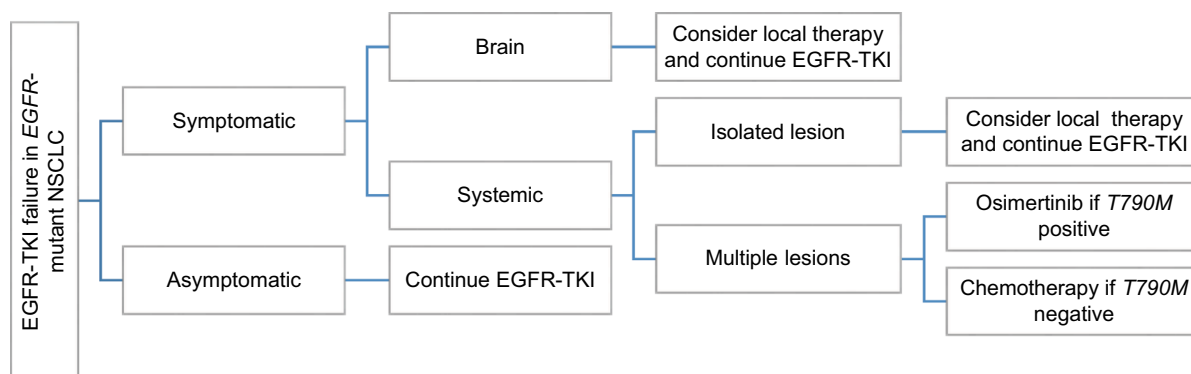 EGFR-TKI failure in EGFR-
mutant NSCLC
Symptomatic
Asymptomatic
Brain
Systemic
Continue EGFR-TKI
Consider local therapy
and continue EGFR-TKI
Isolated lesion
Multiple lesions
Consider local therapy
and continue EGFR-TKI
Osimertinib if T790M
positive
Chemotherapy if T790M
negative